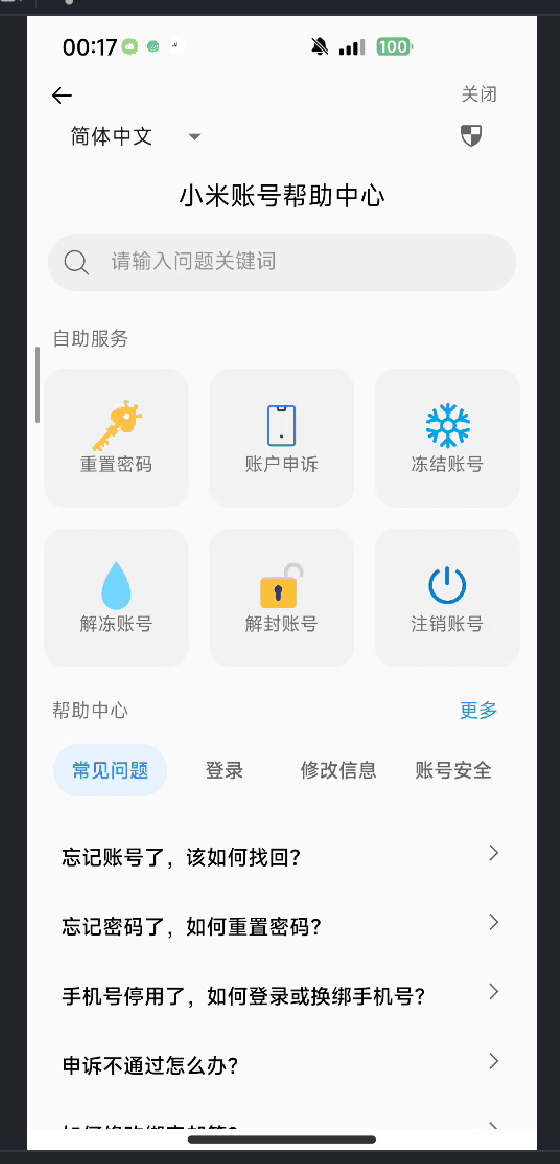 00:17
100
关闭
简体中文
小米账号帮助中心
请输入问题关键词
自助服务
重置密码 账户申诉 冻结账号
解冻账号 解封账号 注销账号
帮助中心 更多
常见问题 登录 修改信息 账号安全
忘记账号了，该如何找回？
忘记密码了，如何重置密码？
手机号停用了，如何登录或换绑手机号？
申诉不通过怎么办？